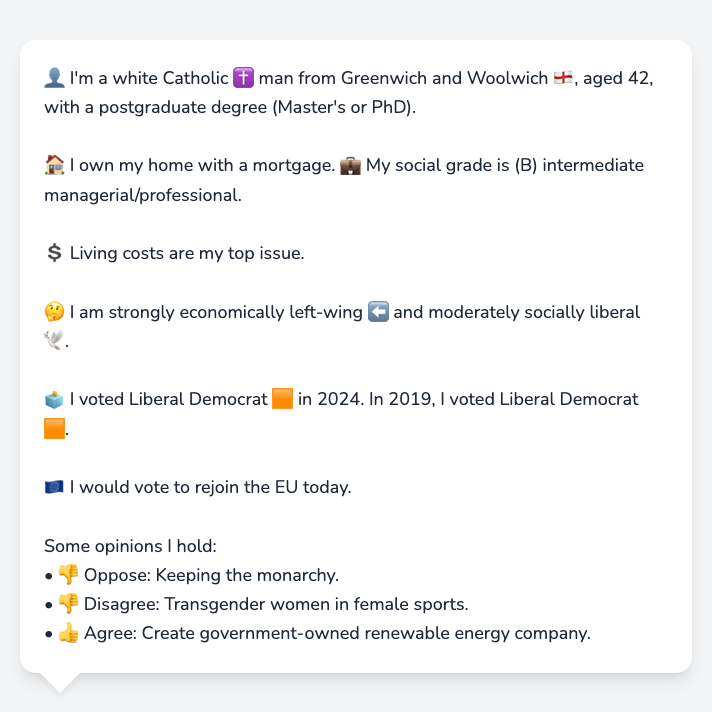 👤 I'm a white Catholic ✝️ man from Greenwich and Woolwich 🏴󠁧󠁢󠁥󠁮󠁧󠁿, aged 42,
with a postgraduate degree (Master's or PhD).
🏠 I own my home with a mortgage. 💼 My social grade is (B) intermediate
managerial/professional.
💲 Living costs are my top issue.
🤔 I am strongly economically left-wing ⬅️ and moderately socially liberal
🕊️.
🗳️ I voted Liberal Democrat 🟧 in 2024. In 2019, I voted Liberal Democrat
🟧.
🇪🇺 I would vote to rejoin the EU today.
Some opinions I hold:
• 👎 Oppose: Keeping the monarchy.
• 👎 Disagree: Transgender women in female sports.
• 👍 Agree: Create government-owned renewable energy company.